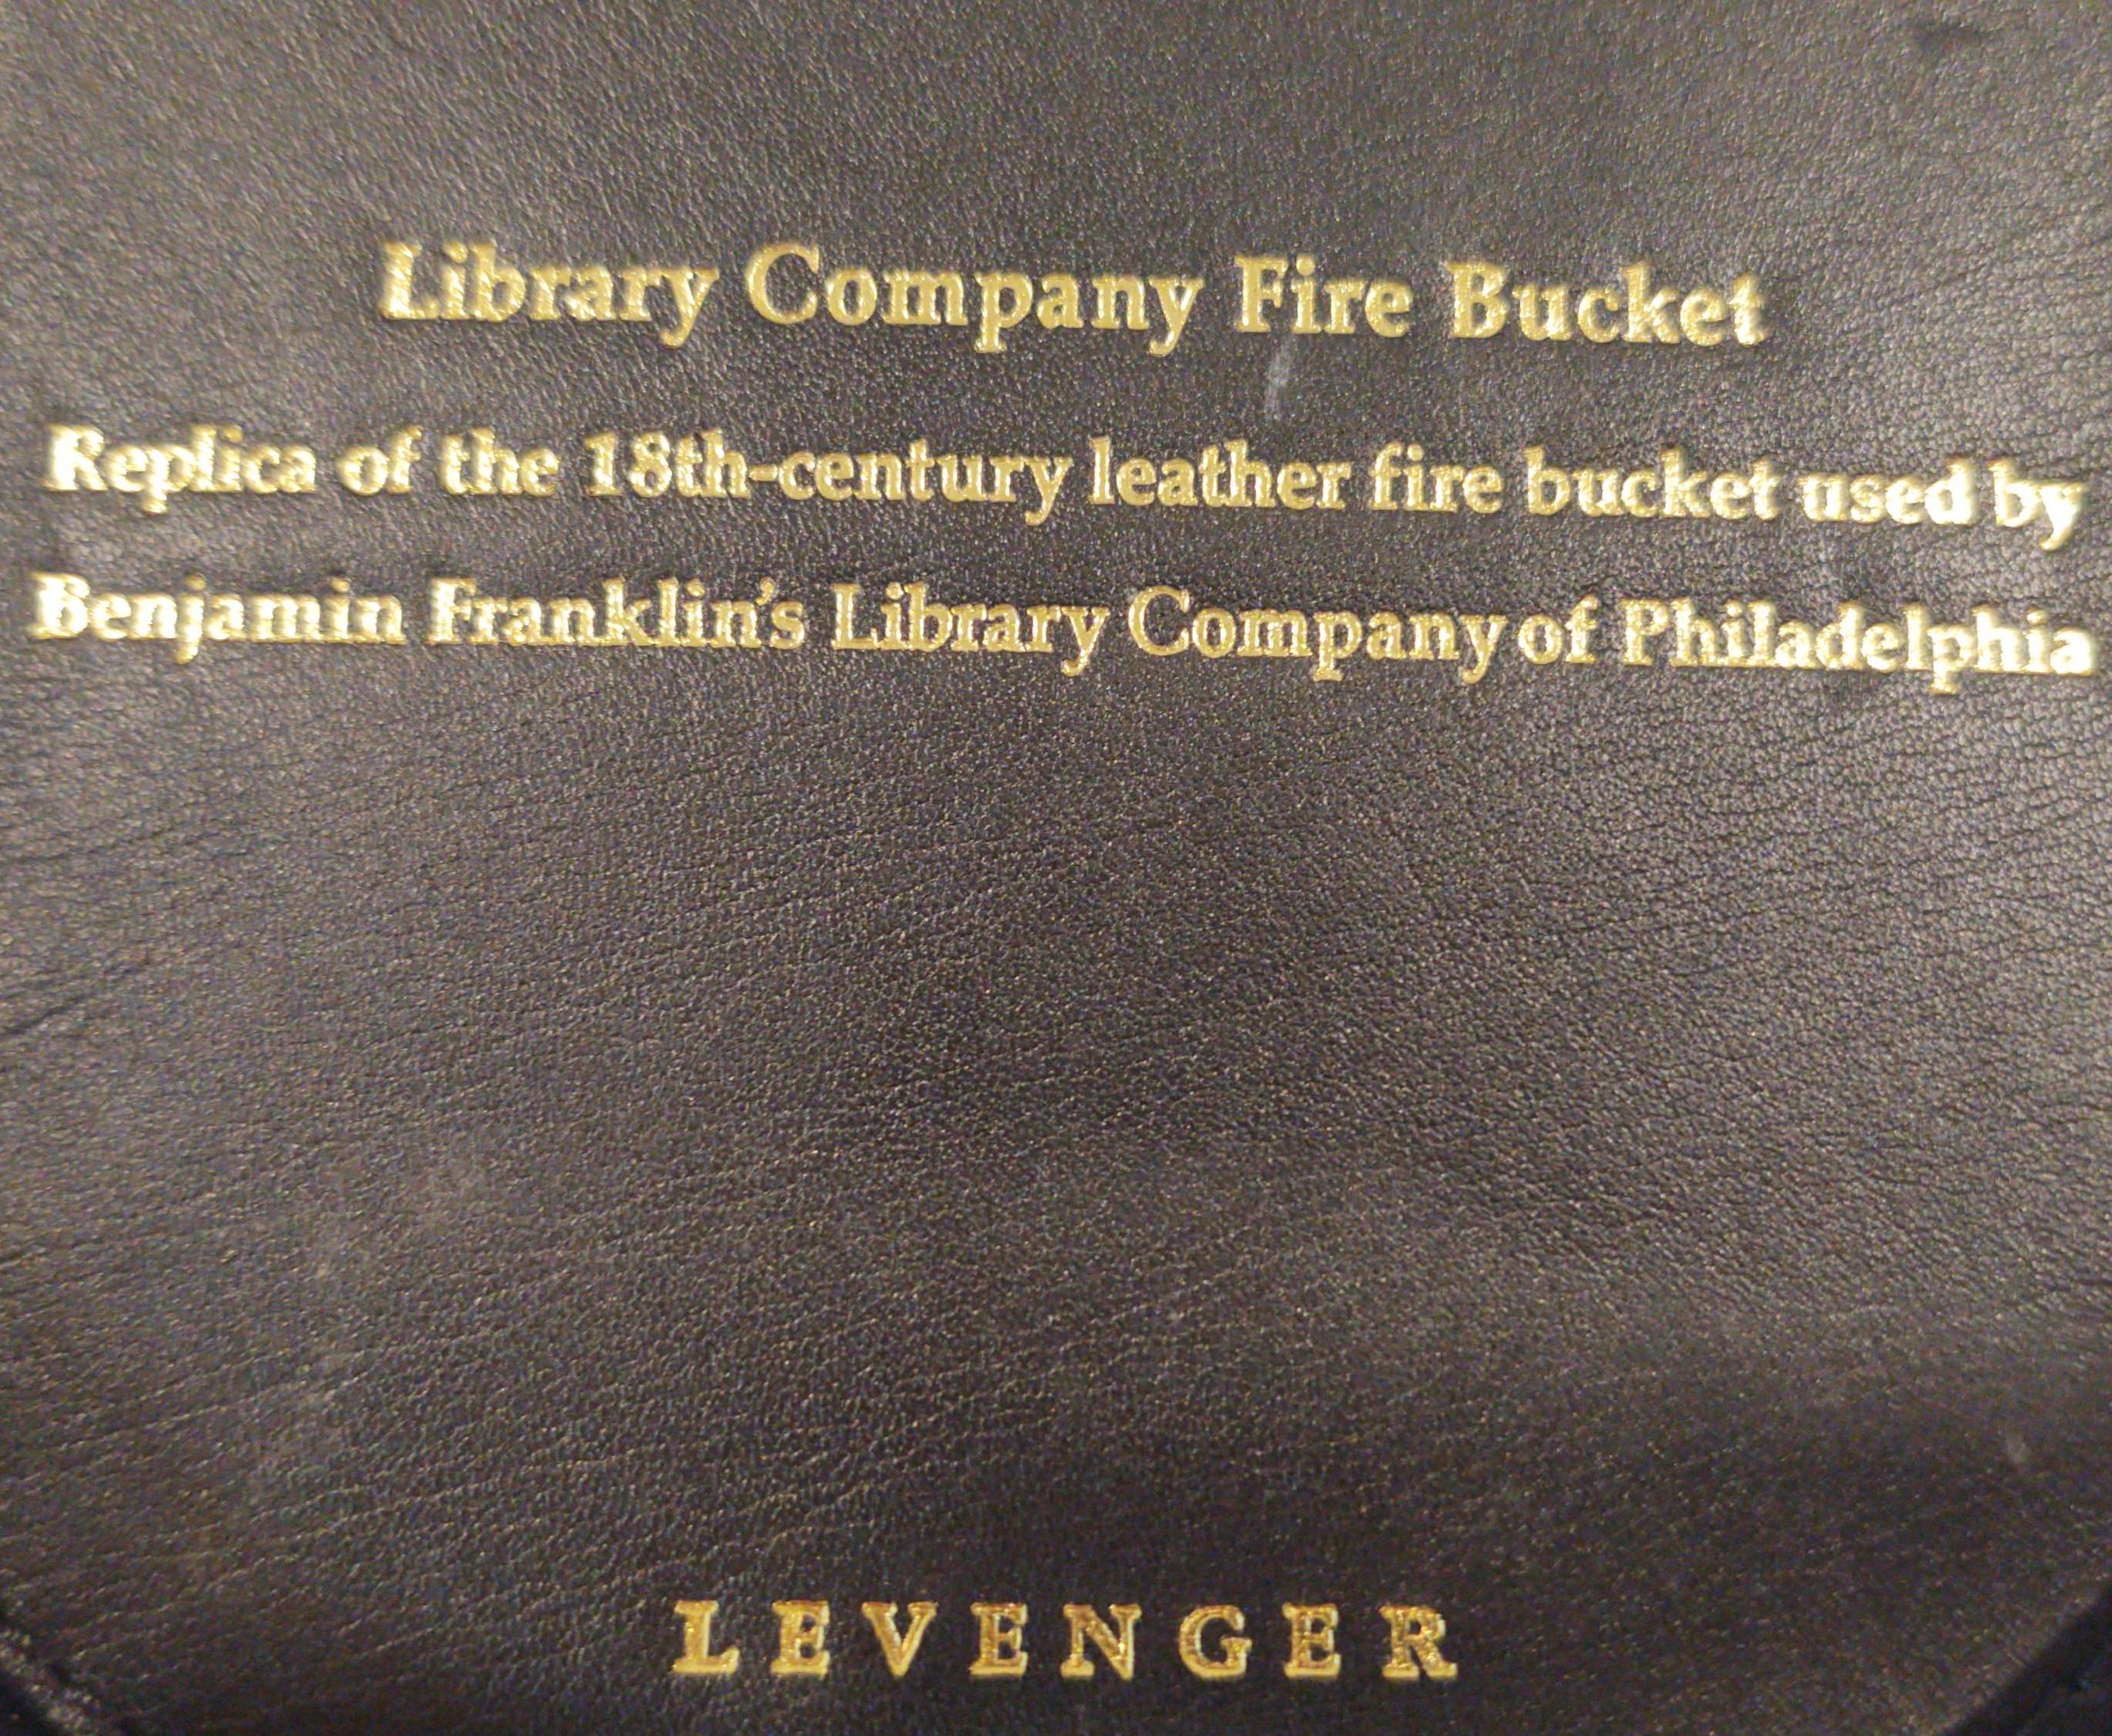 Library Company Fire Bucket
Replica of the 18th-century leather fire bucket used by
Benjamin Franklin's Library Company of Philadelphia
LEVENGER